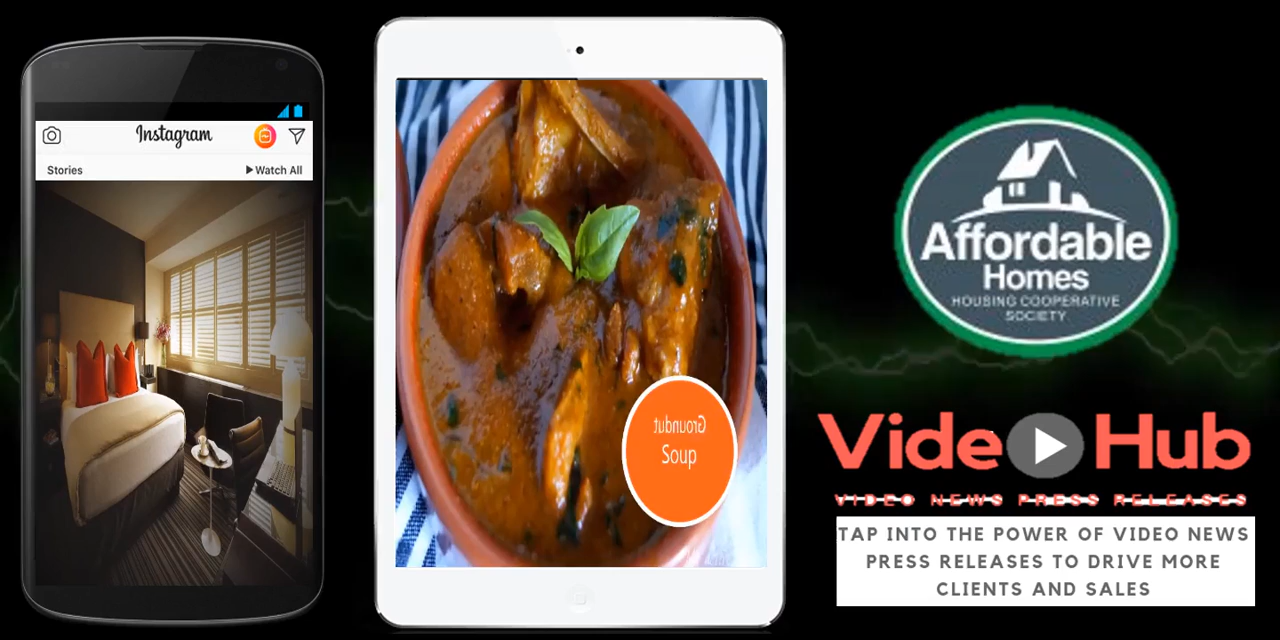 Instagram
Stories
Watch All
Groundnut
Soup
Affordable
Homes
HOUSING COOPERATIVE
SOCIETY
Vide Hub
VIDEO NEWS PRESS RELEASES
TAP INTO THE POWER OF VIDEO NEWS
PRESS RELEASES TO DRIVE MORE
CLIENTS AND SALES